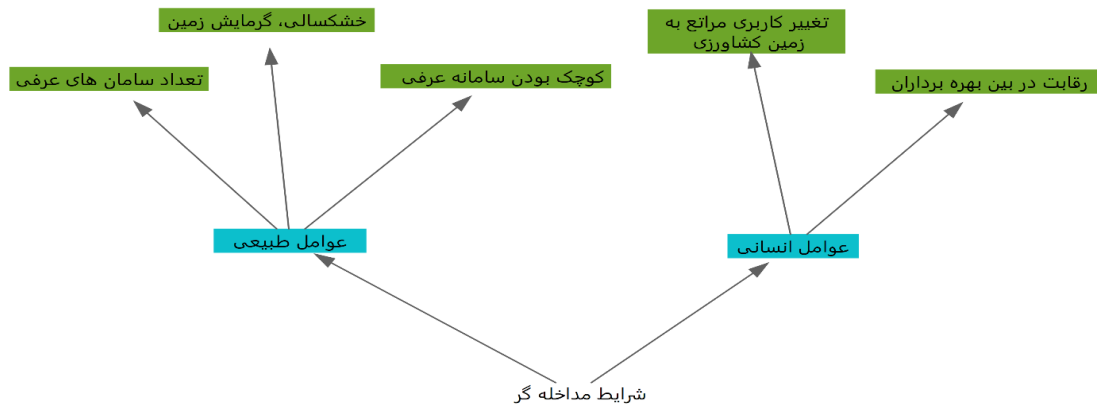 تغییر کاربری مراتع به
زمین کشاورزی
خشکسالی، گرمایش زمین
رقابت در بین بهره برداران
کوچک بودن سامانه عرفی
تعداد سامان های عرفی
عوامل انسانی
عوامل طبیعی
شرایط مداخله گر